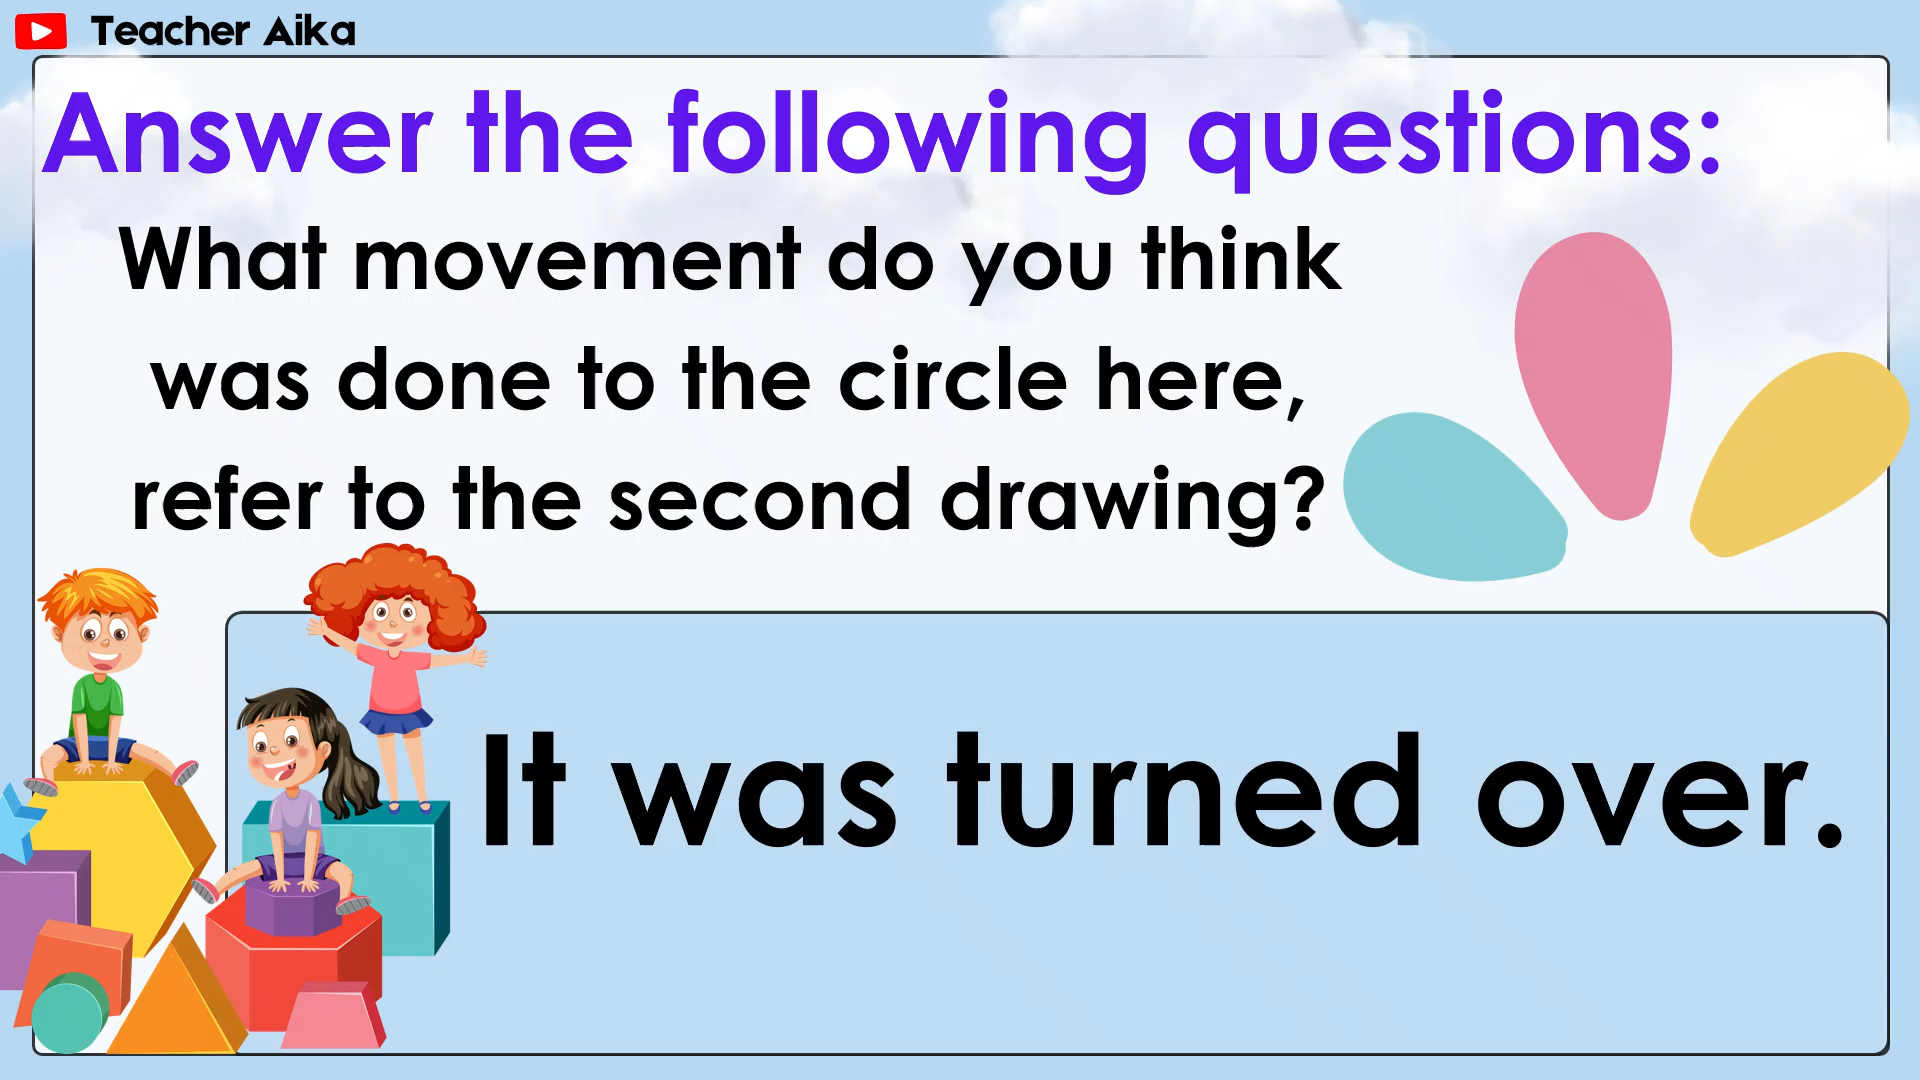 Teacher Aika
Answer the following questions:
What movement do you think
was done to the circle here,
refer to the second drawing?
It was turned over.